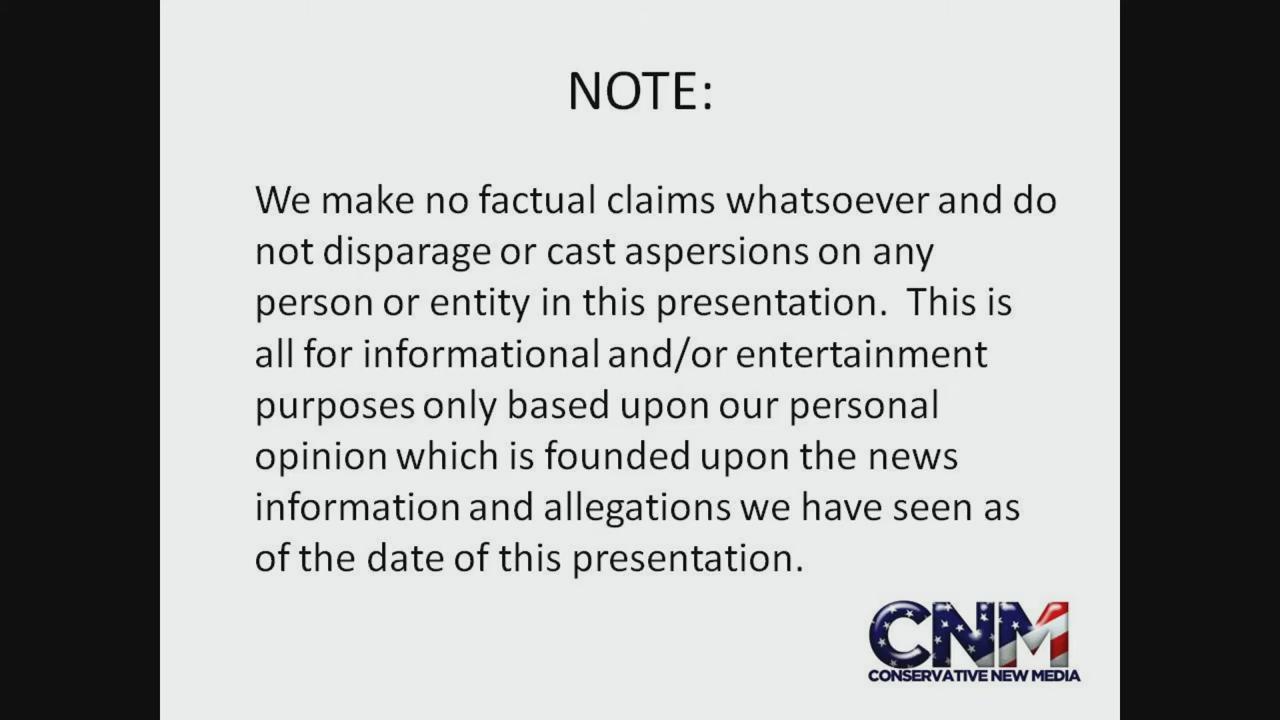 NOTE:
We make no factual claims whatsoever and do
not disparage or cast aspersions on any
person or entity in this presentation.  This is
all for informational and/or entertainment
purposes only based upon our personal
opinion which is founded upon the news
information and allegations we have seen as
of the date of this presentation.
CNM
CONSERVATIVE NEW MEDIA